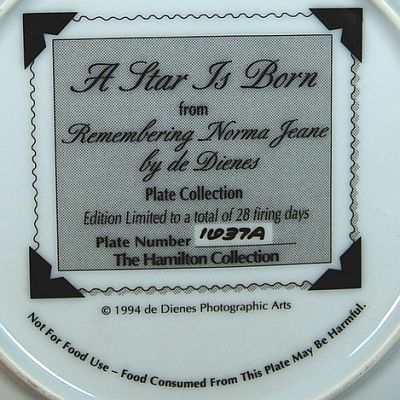 A Star Is Born
from
Remembering Norma Jeane
by de Dienes
Plate Collection
Edition Limited to a total of 28 firing days
Plate Number 1037A
The Hamilton Collection
© 1994 de Dienes Photographic Arts
Not For Food Use – Food Consumed From This Plate May Be Harmful.